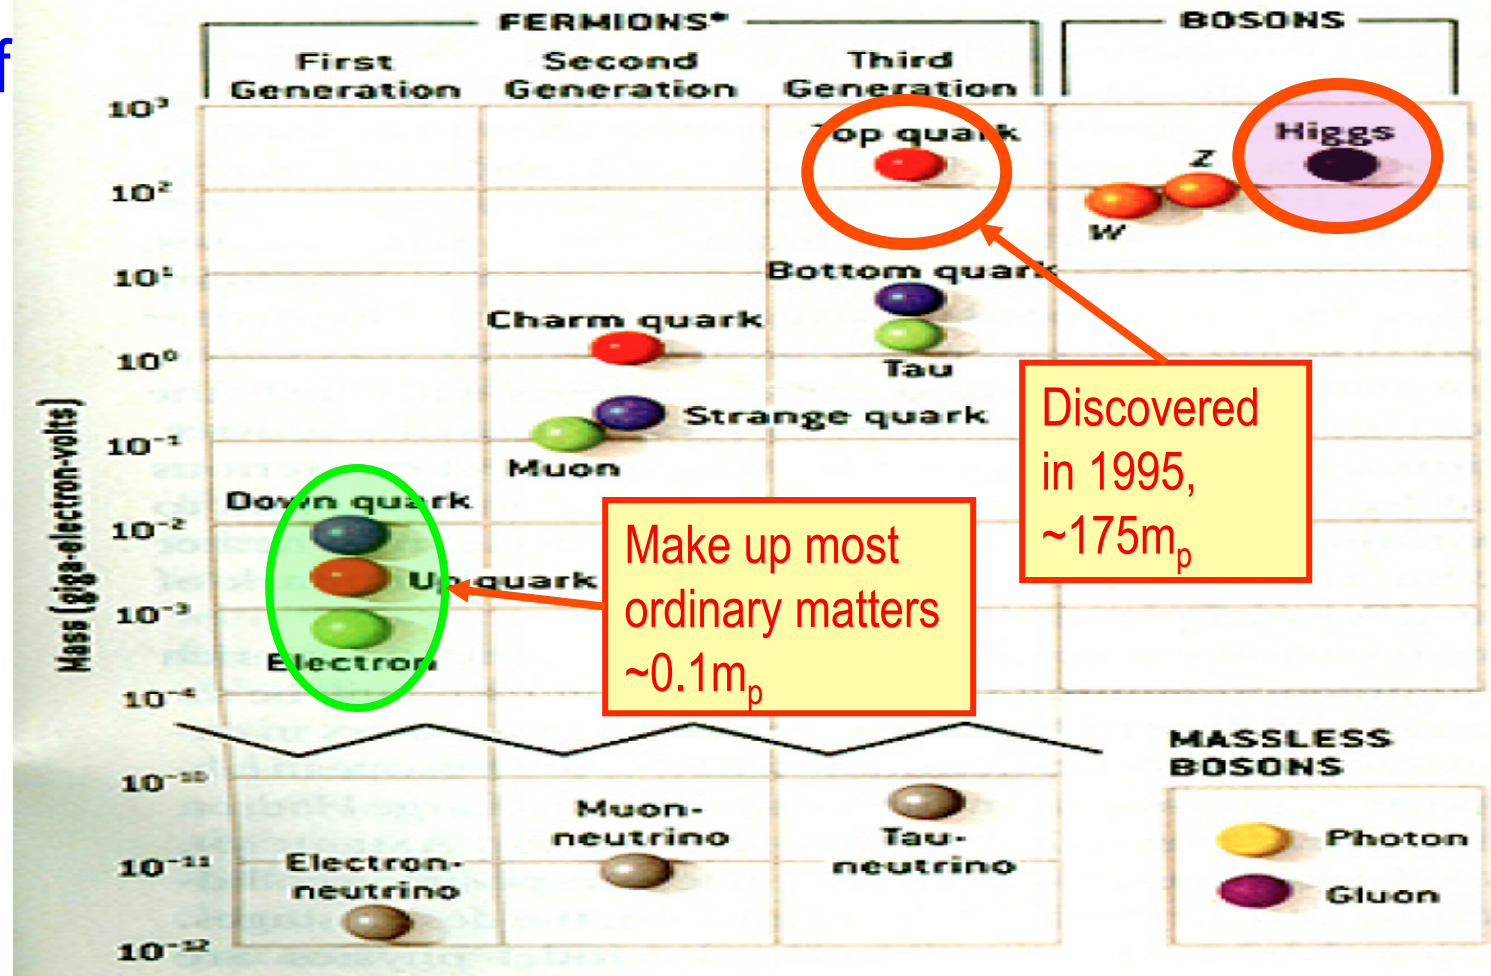 f
FERMIONS*
BOSONS
First Generation
Second Generation
Third Generation
Mass (giga-electron-volts)
10³
10²
10¹
10⁰
10⁻¹
10⁻²
10⁻³
10⁻⁴
10⁻¹⁰
10⁻¹¹
10⁻¹²
Top quark
Higgs
Z
W
Bottom quark
Charm quark
Tau
Strange quark
Muon
Down quark
Up quark
Electron
Discovered
in 1995,
~175mₚ
Make up most
ordinary matters
~0.1mₚ
Electron-
neutrino
Muon-
neutrino
Tau-
neutrino
MASSLESS
BOSONS
Photon
Gluon